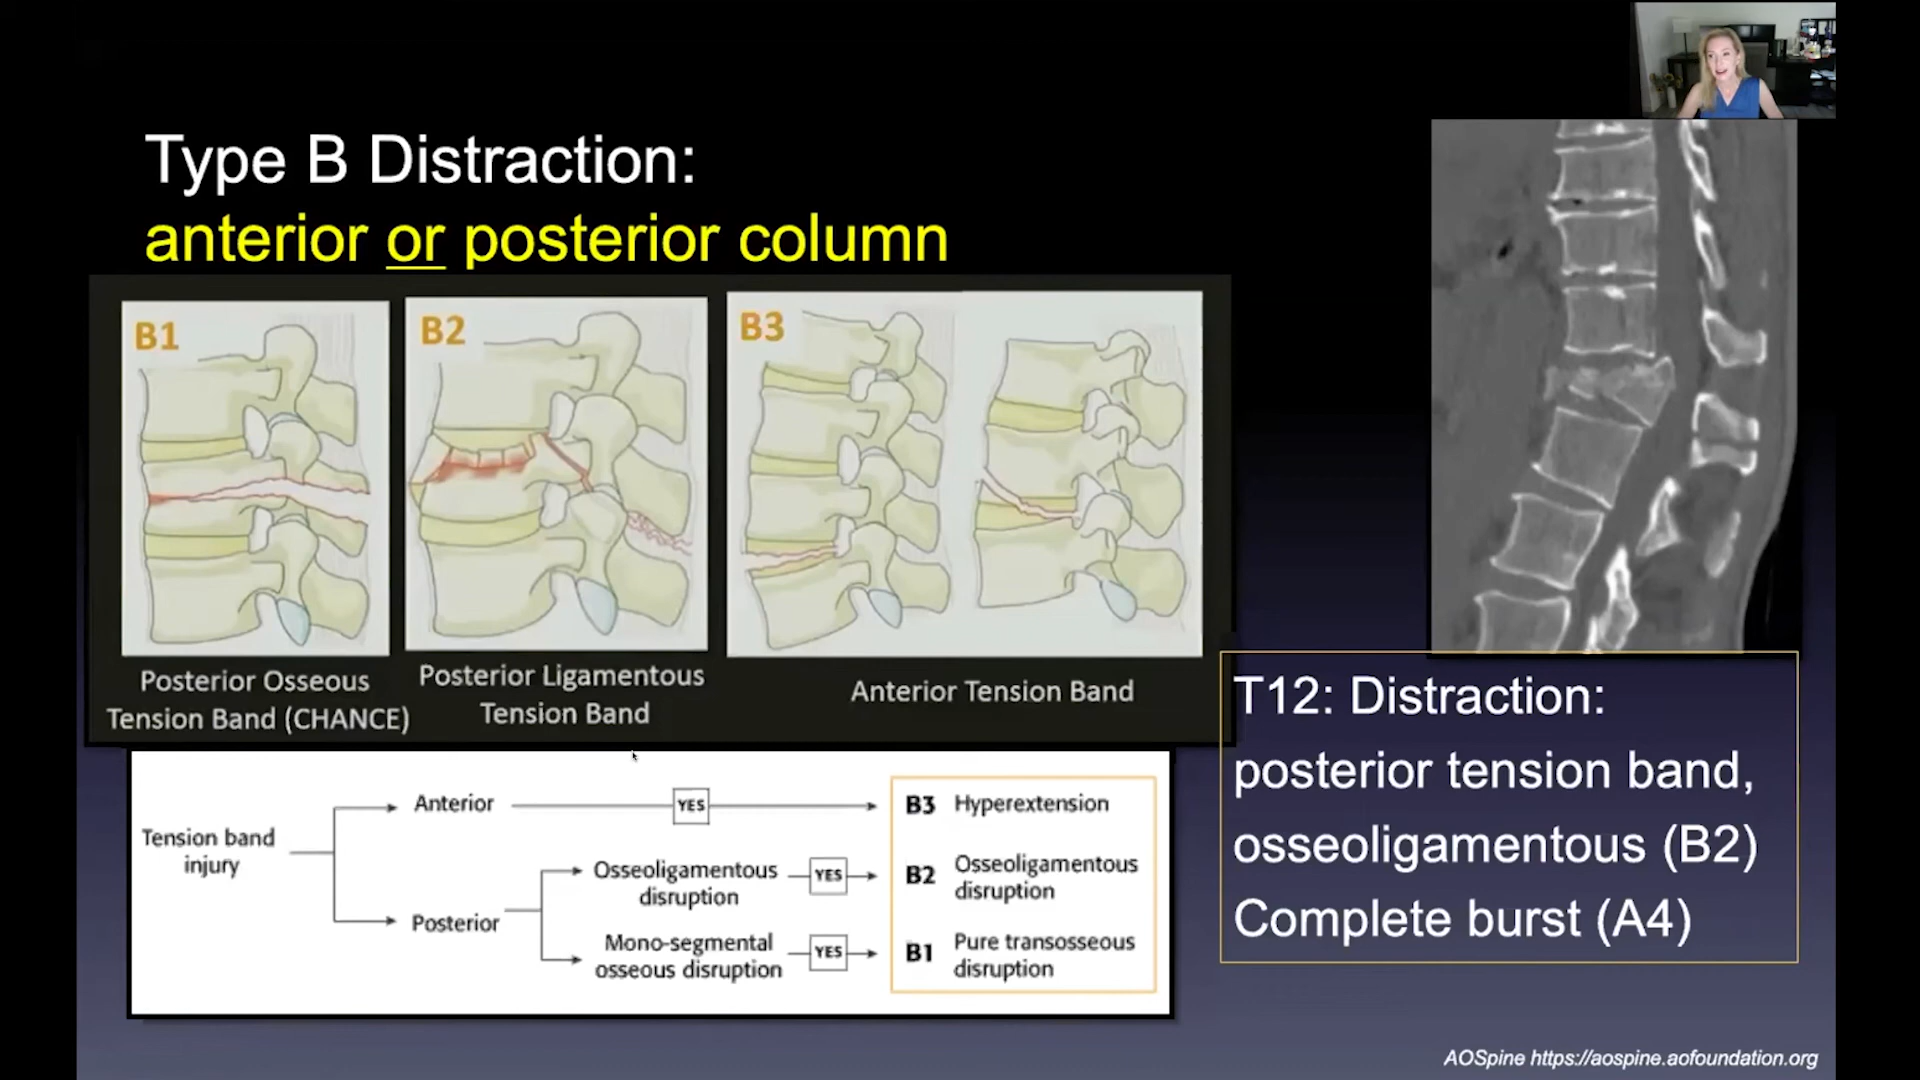 Type B Distraction:
anterior or posterior column
B1
B2
B3
Posterior Osseous
Tension Band (CHANCE)
Posterior Ligamentous
Tension Band
Anterior Tension Band
Tension band
injury
Anterior
YES
B3 Hyperextension
Posterior
Osseoligamentous
disruption
YES
B2 Osseoligamentous
disruption
Mono-segmental
osseous disruption
YES
B1 Pure transosseous
disruption
T12: Distraction:
posterior tension band,
osseoligamentous (B2)
Complete burst (A4)
AOSpine https://aospine.aofoundation.org